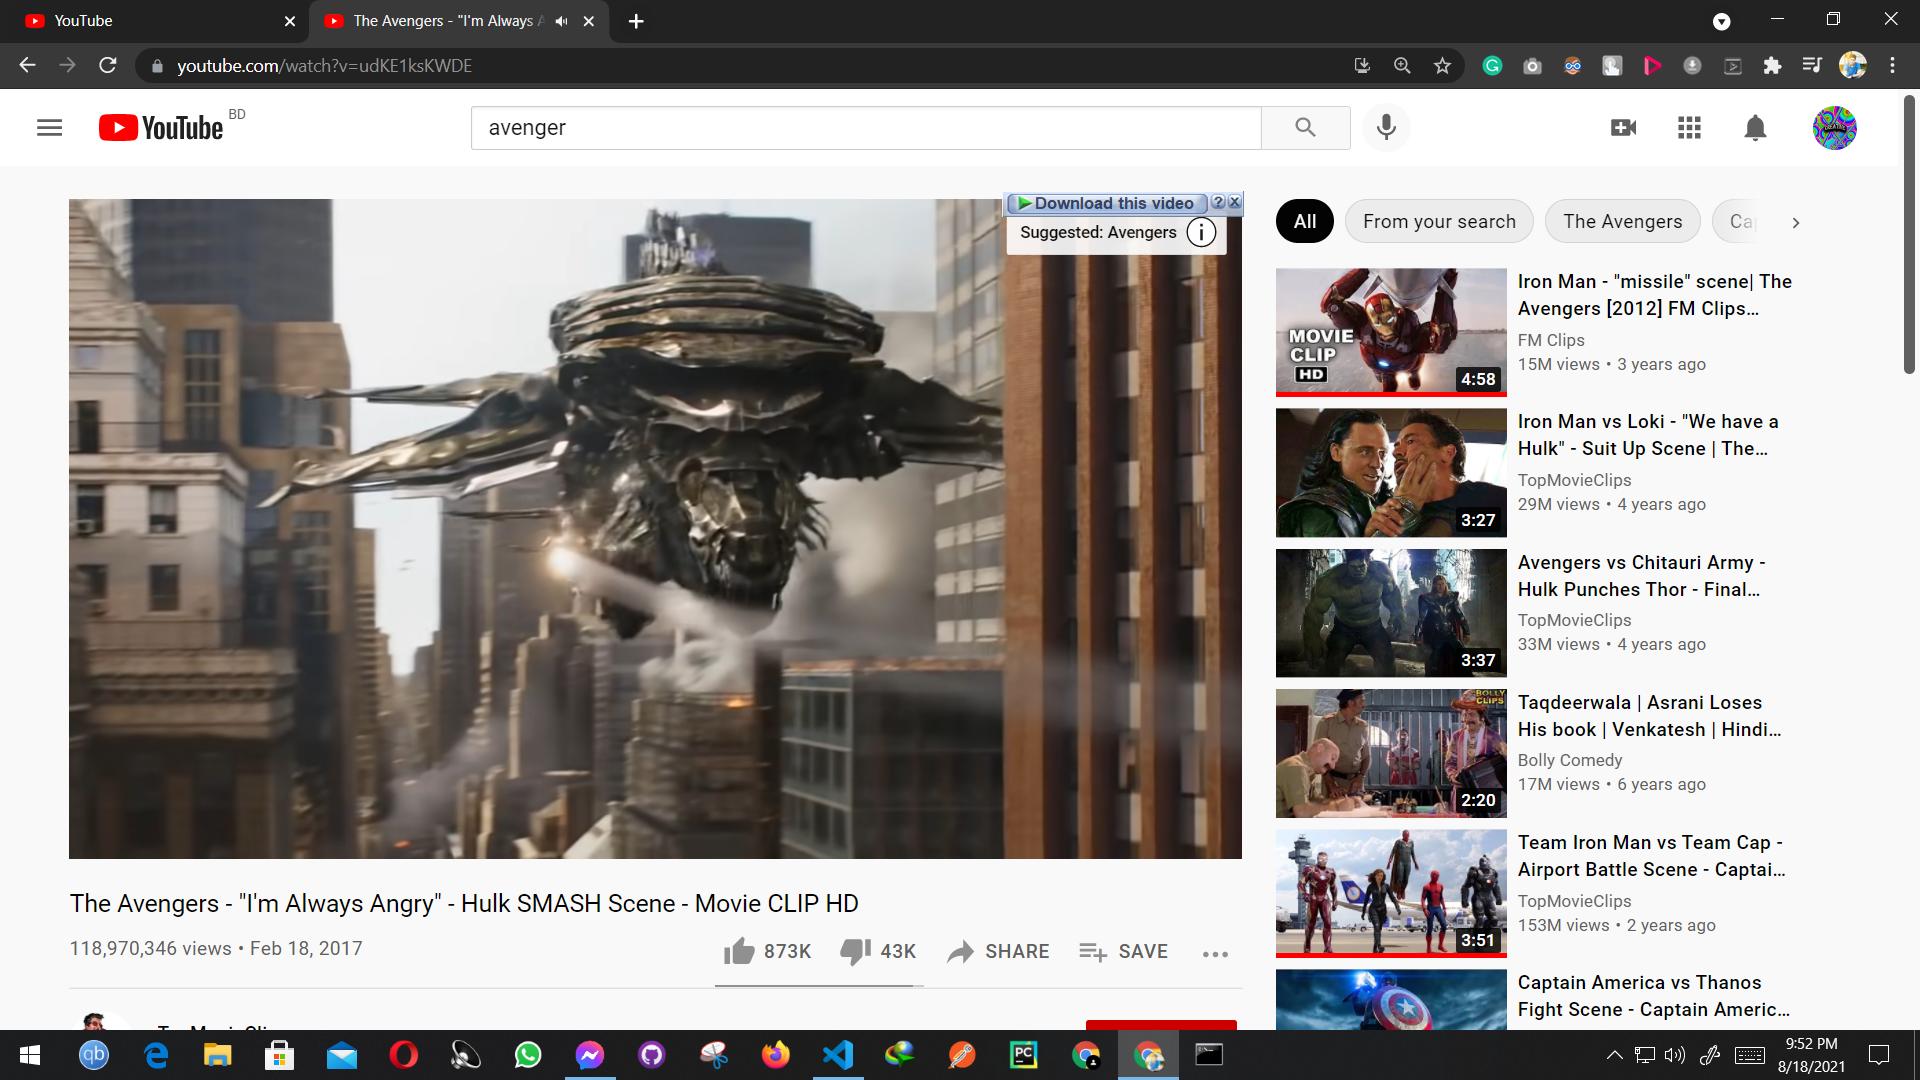 YouTube
The Avengers - "I'm Always A
youtube.com/watch?v=udKE1ksKWDE
YouTube BD
avenger
Download this video
Suggested: Avengers
All
From your search
The Avengers
MOVIE
CLIP
HD
4:58
Iron Man - "missile" scene| The
Avengers [2012] FM Clips...
FM Clips
15M views • 3 years ago
3:27
Iron Man vs Loki - "We have a
Hulk" - Suit Up Scene | The...
TopMovieClips
29M views • 4 years ago
3:37
Avengers vs Chitauri Army -
Hulk Punches Thor - Final...
TopMovieClips
33M views • 4 years ago
BOLLY
CLIPS
2:20
Taqdeerwala | Asrani Loses
His book | Venkatesh | Hindi...
Bolly Comedy
17M views • 6 years ago
3:51
Team Iron Man vs Team Cap -
Airport Battle Scene - Captai...
TopMovieClips
153M views • 2 years ago
Captain America vs Thanos
Fight Scene - Captain Americ...
The Avengers - "I'm Always Angry" - Hulk SMASH Scene - Movie CLIP HD
118,970,346 views • Feb 18, 2017
873K
43K
SHARE
SAVE
qb
PC
9:52 PM
8/18/2021